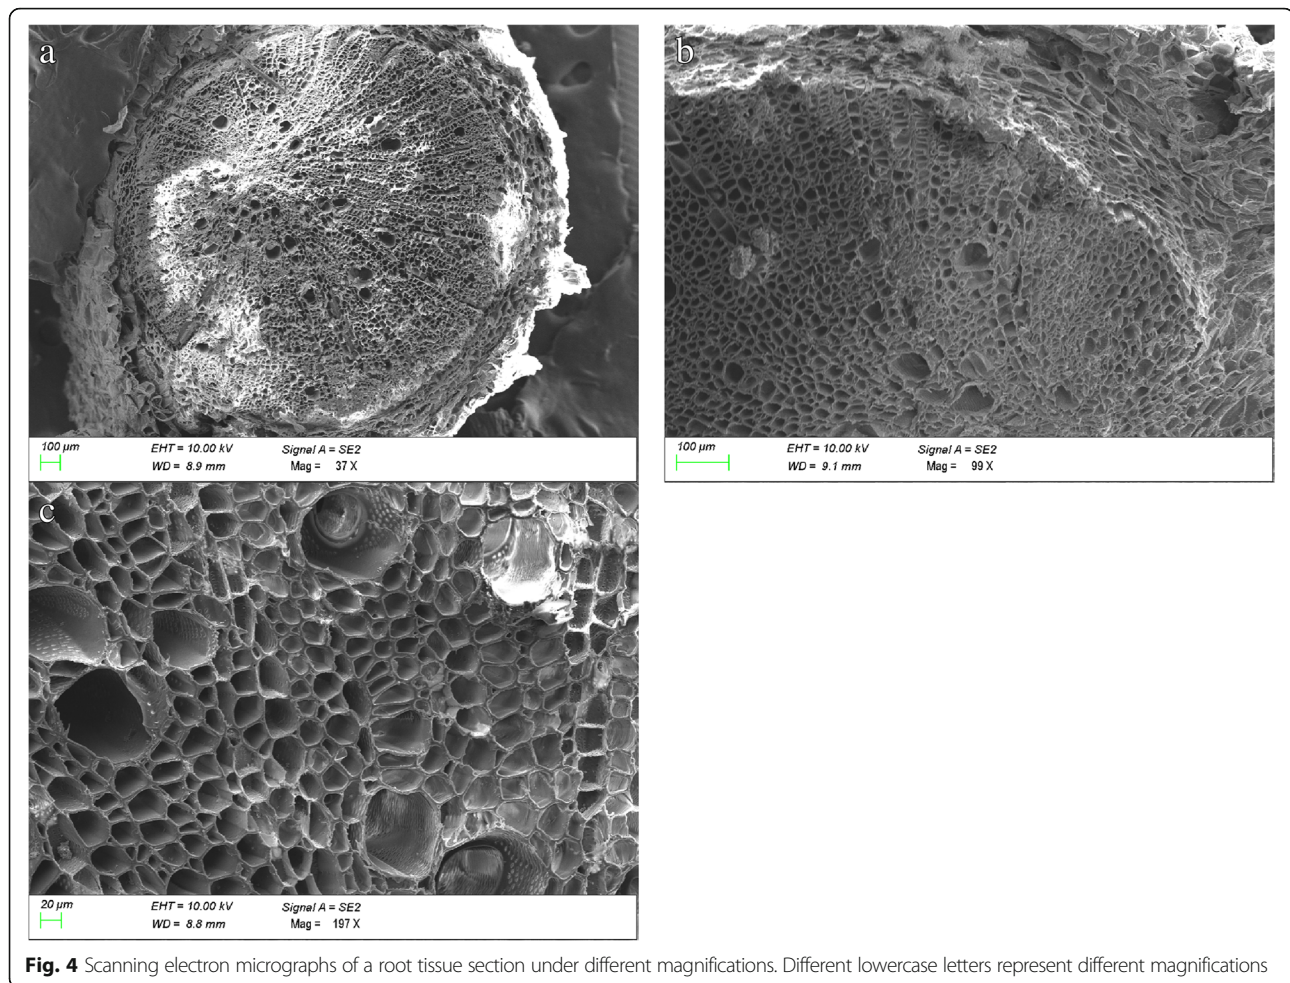 a
100 µm EHT = 10.00 kV Signal A = SE2
WD = 8.9 mm Mag = 37 X
b
100 µm EHT = 10.00 kV Signal A = SE2
WD = 9.1 mm Mag = 99 X
c
20 µm EHT = 10.00 kV Signal A = SE2
WD = 8.8 mm Mag = 197 X
Fig. 4 Scanning electron micrographs of a root tissue section under different magnifications. Different lowercase letters represent different magnifications